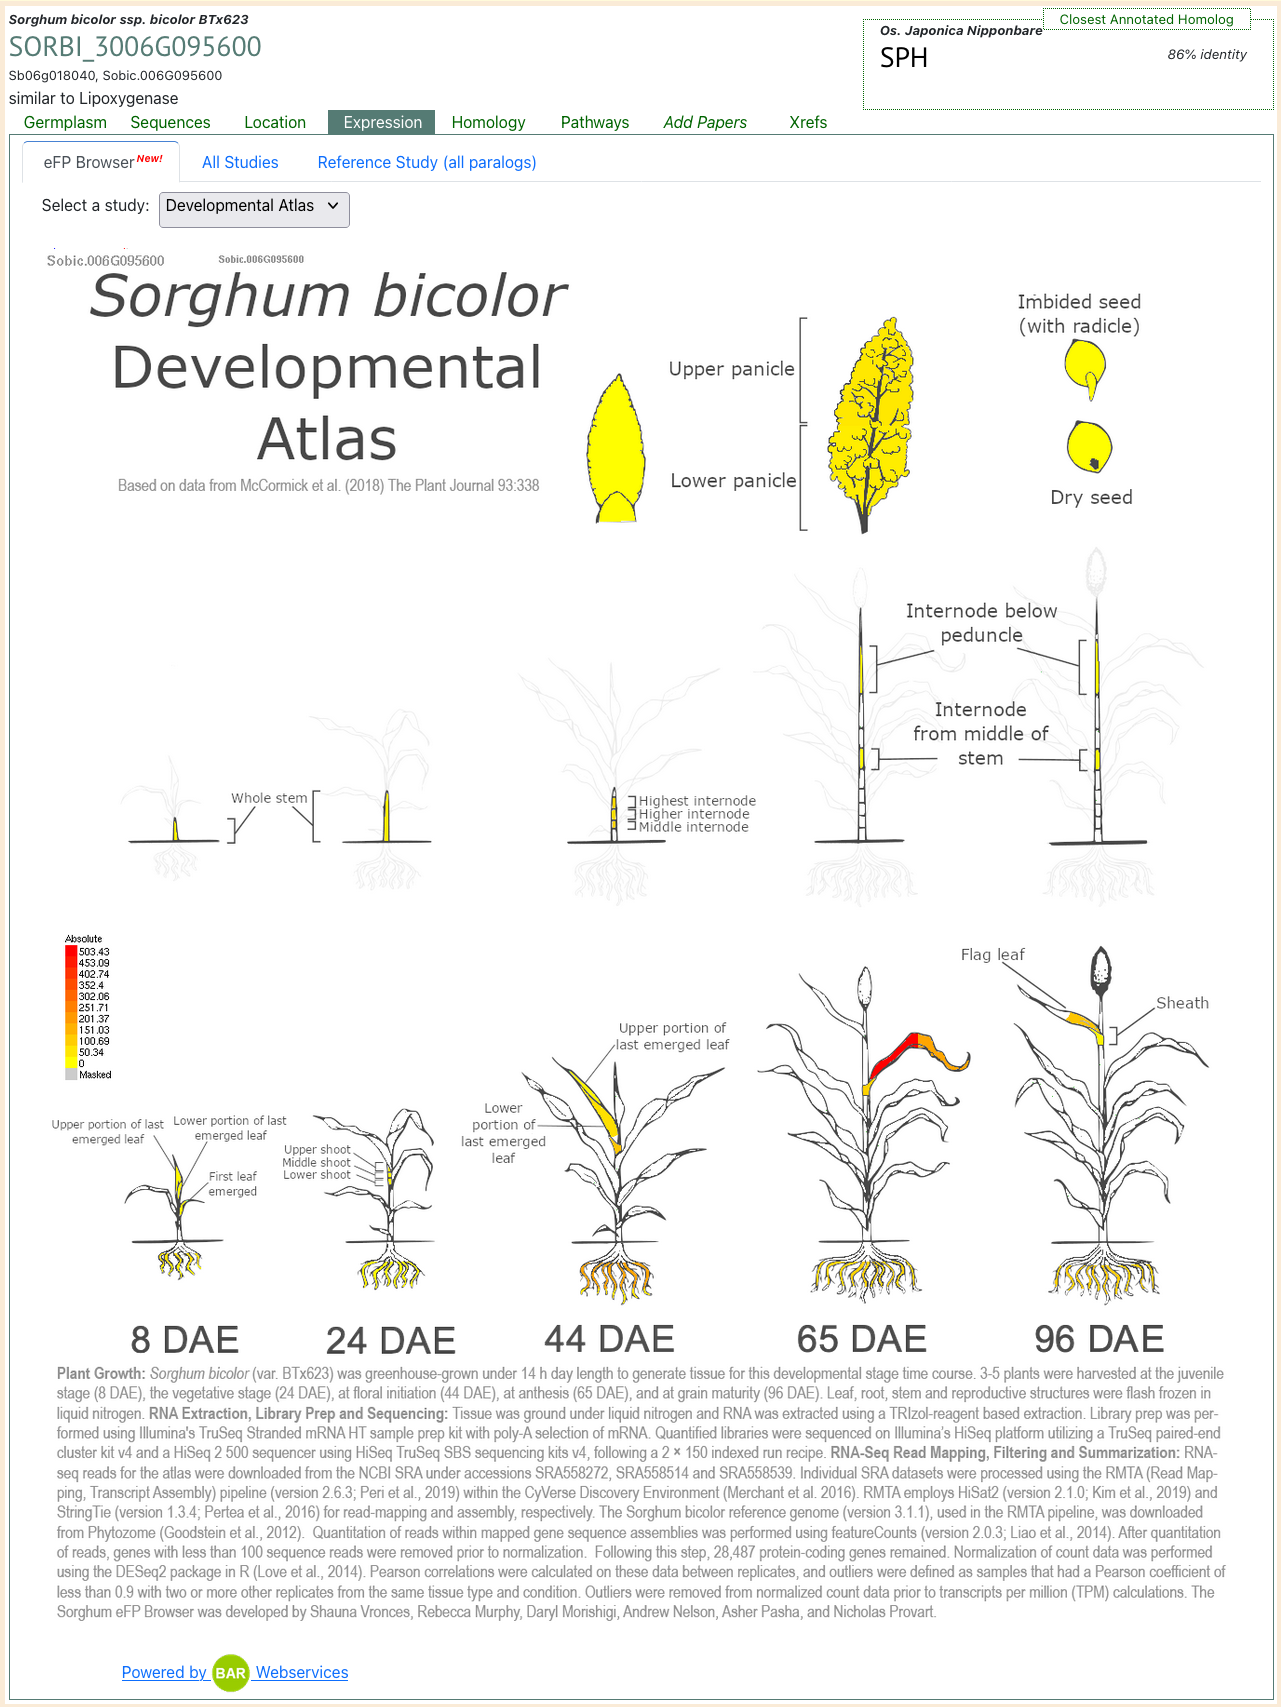 Sorghum bicolor ssp. bicolor BTx623
SORBI_3006G095600
Sb06g018040, Sobic.006G095600
similar to Lipoxygenase
Closest Annotated Homolog
Os. Japonica Nipponbare
SPH
86% identity
Germplasm Sequences Location Expression Homology Pathways Add Papers Xrefs
eFP Browser New! All Studies Reference Study (all paralogs)
Select a study: Developmental Atlas
Sobic.006G095600 Sobic.006G095600
Sorghum bicolor
Developmental
Atlas
Based on data from McCormick et al. (2018) The Plant Journal 93:338
Upper panicle
Lower panicle
Imbided seed
(with radicle)
Dry seed
Internode below
peduncle
Internode
from middle of
stem
Whole stem
Highest internode
Higher internode
Middle internode
Absolute
503.43
453.09
402.74
352.4
302.06
251.71
201.37
151.03
100.69
50.34
0
Masked
Flag leaf
Sheath
Upper portion of
last emerged leaf
Lower
portion of
last emerged
leaf
Upper portion of last
emerged leaf
Lower portion of last
emerged leaf
First leaf
emerged
Upper shoot
Middle shoot
Lower shoot
8 DAE 24 DAE 44 DAE 65 DAE 96 DAE
Plant Growth: Sorghum bicolor (var. BTx623) was greenhouse-grown under 14 h day length to generate tissue for this developmental stage time course. 3-5 plants were harvested at the juvenile
stage (8 DAE), the vegetative stage (24 DAE), at floral initiation (44 DAE), at anthesis (65 DAE), and at grain maturity (96 DAE). Leaf, root, stem and reproductive structures were flash frozen in
liquid nitrogen. RNA Extraction, Library Prep and Sequencing: Tissue was ground under liquid nitrogen and RNA was extracted using a TRIzol-reagent based extraction. Library prep was per-
formed using Illumina's TruSeq Stranded mRNA HT sample prep kit with poly-A selection of mRNA. Quantified libraries were sequenced on Illumina's HiSeq platform utilizing a TruSeq paired-end
cluster kit v4 and a HiSeq 2 500 sequencer using HiSeq TruSeq SBS sequencing kits v4, following a 2 × 150 indexed run recipe. RNA-Seq Read Mapping, Filtering and Summarization: RNA-
seq reads for the atlas were downloaded from the NCBI SRA under accessions SRA558272, SRA558514 and SRA558539. Individual SRA datasets were processed using the RMTA (Read Map-
ping, Transcript Assembly) pipeline (version 2.6.3; Peri et al., 2019) within the CyVerse Discovery Environment (Merchant et al. 2016). RMTA employs HiSat2 (version 2.1.0; Kim et al., 2019) and
StringTie (version 1.3.4; Pertea et al., 2016) for read-mapping and assembly, respectively. The Sorghum bicolor reference genome (version 3.1.1), used in the RMTA pipeline, was downloaded
from Phytozome (Goodstein et al., 2012). Quantitation of reads within mapped gene sequence assemblies was performed using featureCounts (version 2.0.3; Liao et al., 2014). After quantitation
of reads, genes with less than 100 sequence reads were removed prior to normalization. Following this step, 28,487 protein-coding genes remained. Normalization of count data was performed
using the DESeq2 package in R (Love et al., 2014). Pearson correlations were calculated on these data between replicates, and outliers were defined as samples that had a Pearson coefficient of
less than 0.9 with two or more other replicates from the same tissue type and condition. Outliers were removed from normalized count data prior to transcripts per million (TPM) calculations. The
Sorghum eFP Browser was developed by Shauna Vronces, Rebecca Murphy, Daryl Morishigi, Andrew Nelson, Asher Pasha, and Nicholas Provart.
Powered by BAR Webservices